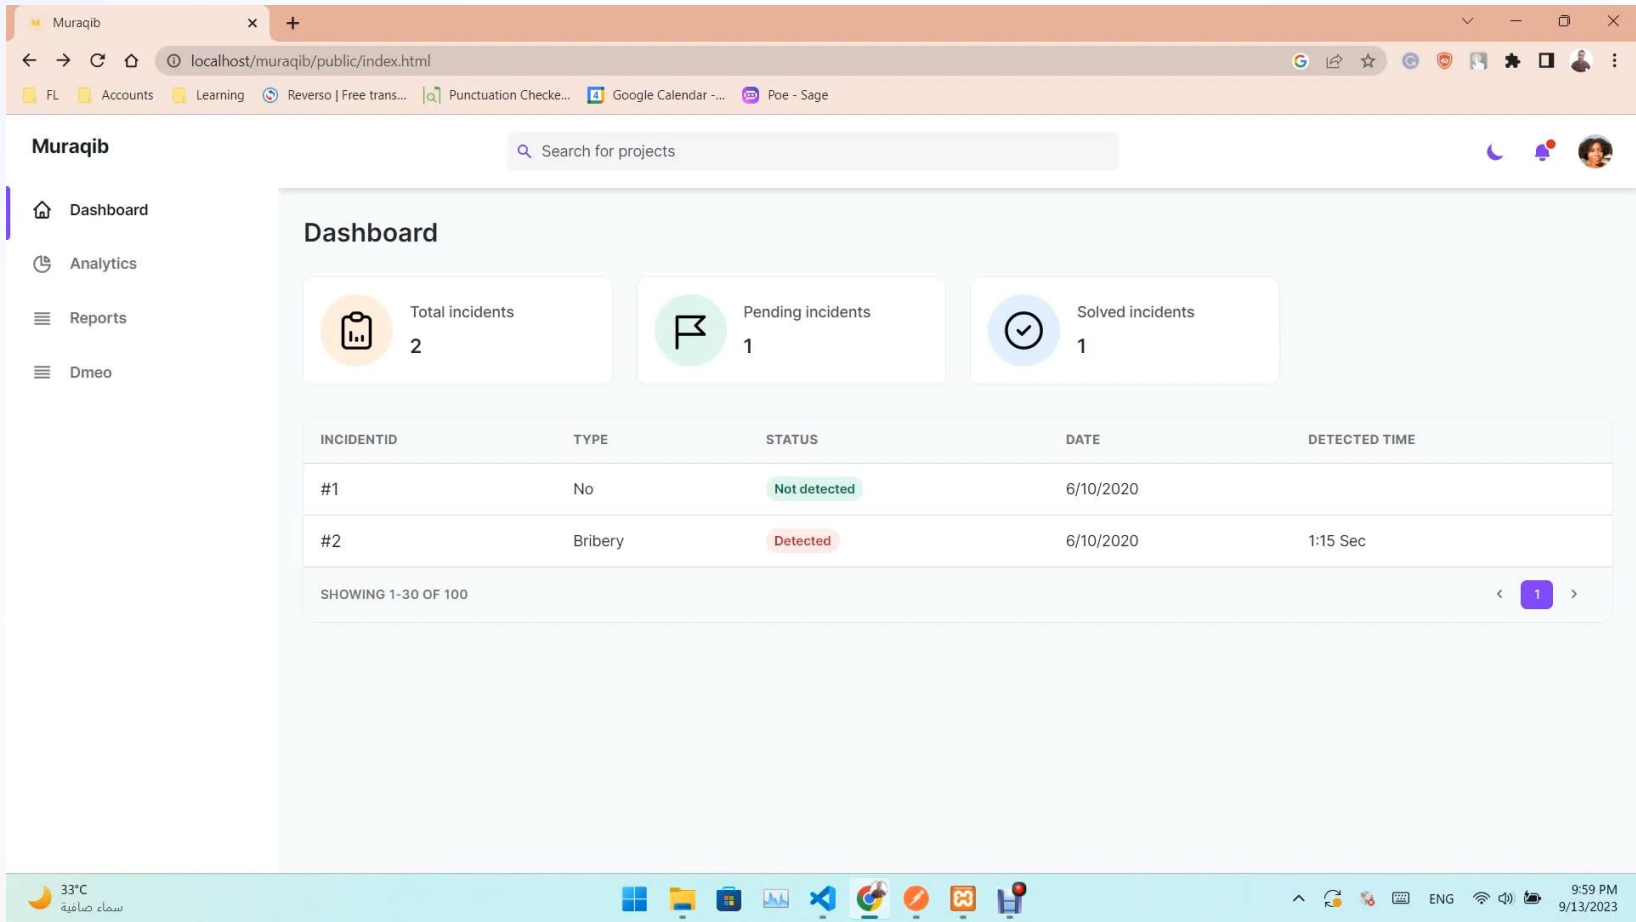 Muraqib
localhost/muraqib/public/index.html
FL Accounts Learning Reverso | Free trans... Punctuation Checke... Google Calendar -... Poe - Sage
Muraqib
Search for projects
Dashboard
Analytics
Reports
Dmeo
Dashboard
Total incidents
2
Pending incidents
1
Solved incidents
1
INCIDENTID TYPE STATUS DATE DETECTED TIME
#1 No Not detected 6/10/2020
#2 Bribery Detected 6/10/2020 1:15 Sec
SHOWING 1-30 OF 100
1
33°C
سماء صافية
ENG
9:59 PM
9/13/2023